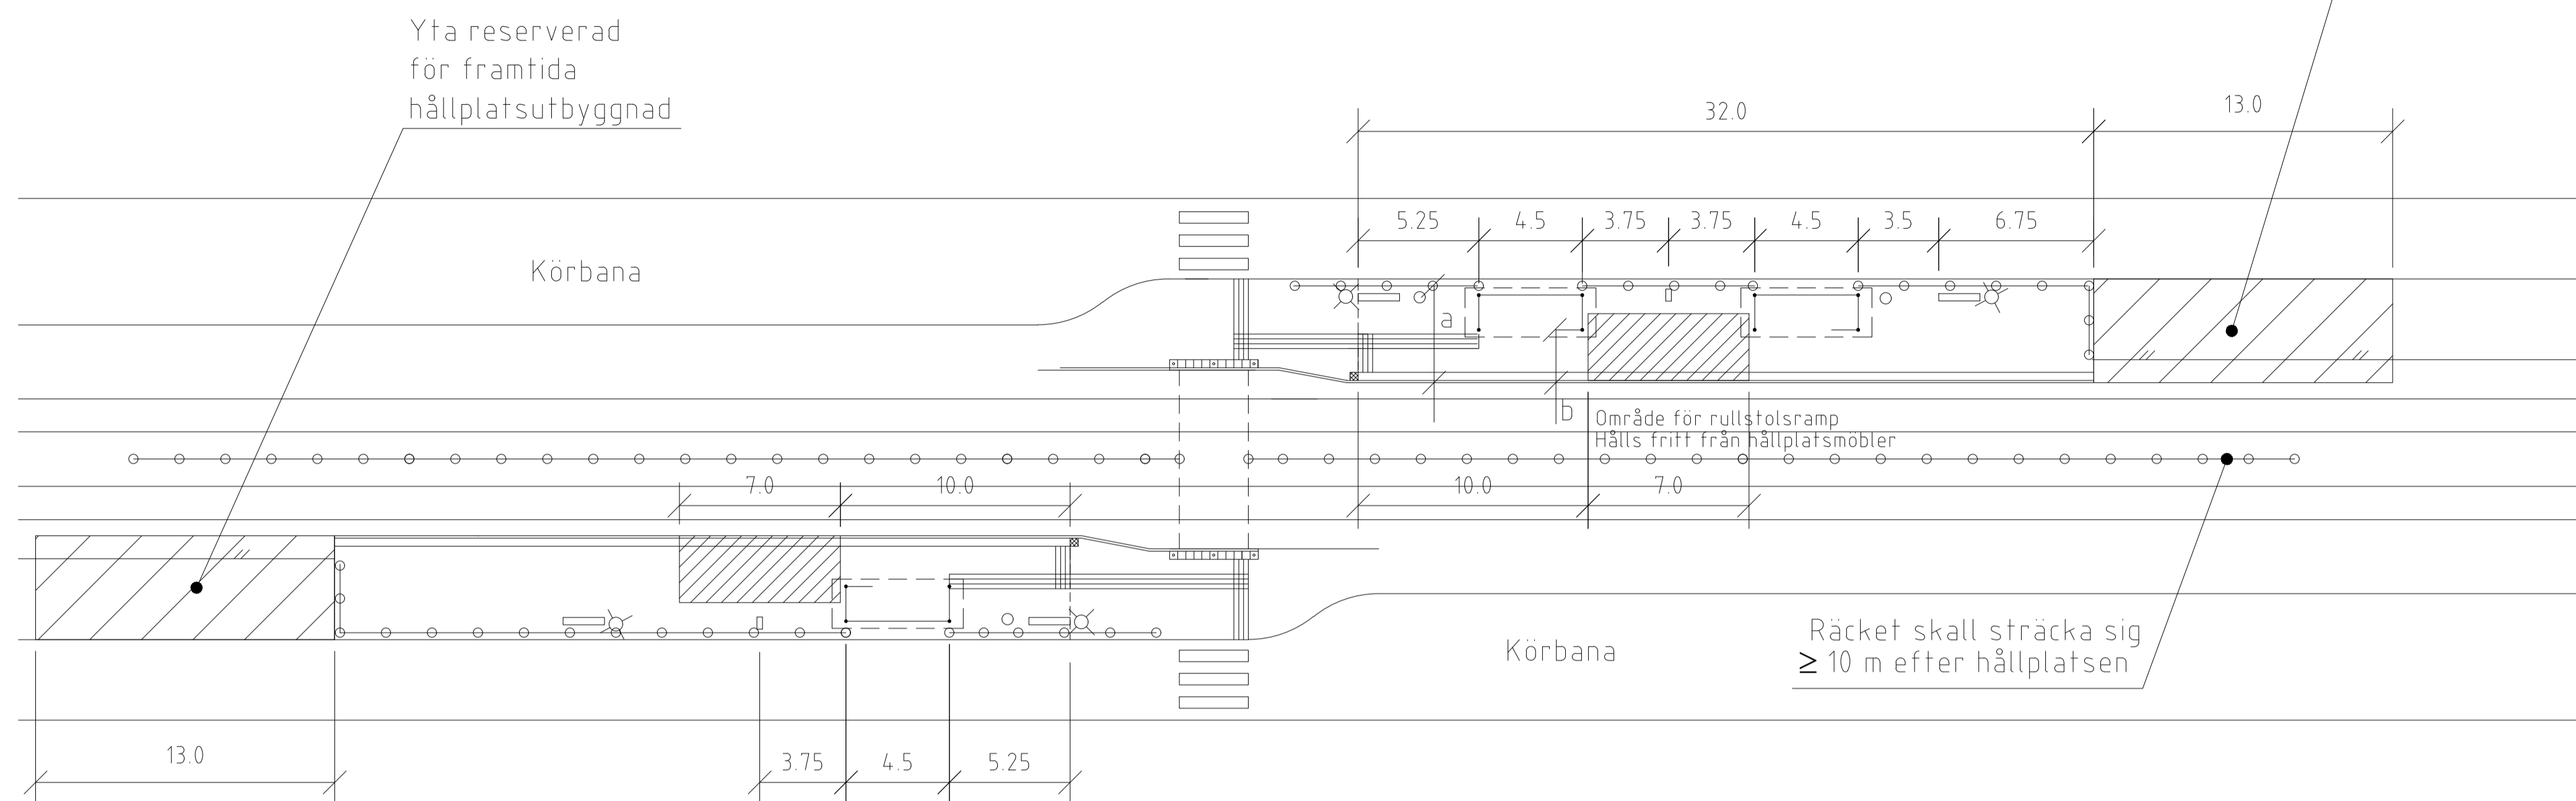 Yta reserverad
för framtida
hållplatsutbyggnad
32.0
13.0
5.25
4.5
3.75
3.75
4.5
3.5
6.75
Körbana
a
b
Område för rullstolsramp
Hålls fritt från hållplatsmöbler
7.0
10.0
10.0
7.0
Räcket skall sträcka sig
≥ 10 m efter hållplatsen
Körbana
13.0
3.75
4.5
5.25